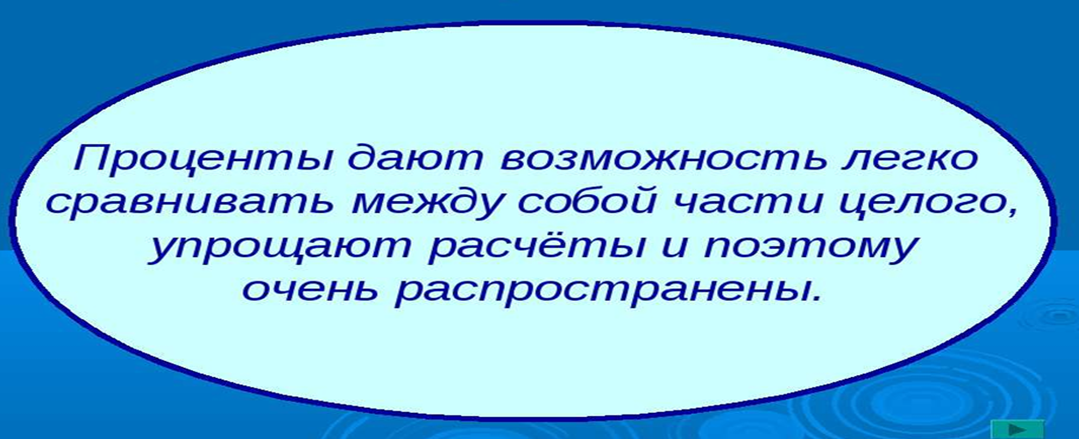 Проценты дают возможность легко
сравнивать между собой части целого,
упрощают расчёты и поэтому
очень распространены.